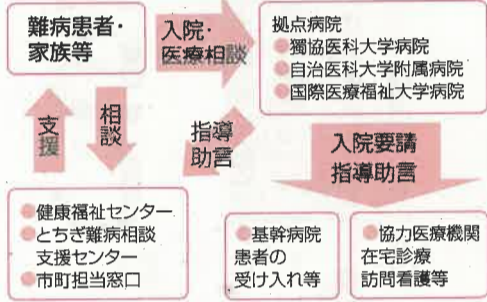 難病患者・
家族等
入院・
医療相談
拠点病院
●獨協医科大学病院
●自治医科大学附属病院
●国際医療福祉大学病院
支援
相談
指導
助言
入院要請
指導助言
●健康福祉センター
●とちぎ難病相談
支援センター
●市町担当窓口
●基幹病院
患者の
受け入れ等
●協力医療機関
在宅診療
訪問看護等